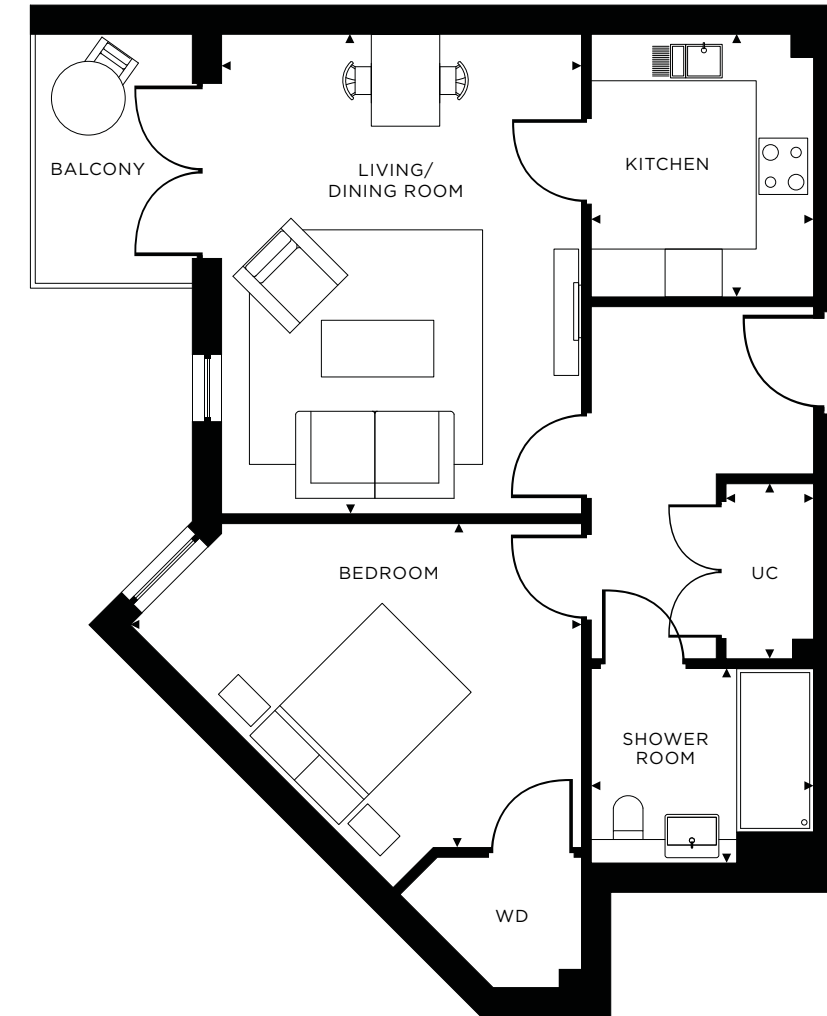 BALCONY
LIVING/
DINING ROOM
KITCHEN
BEDROOM
UC
SHOWER
ROOM
WD